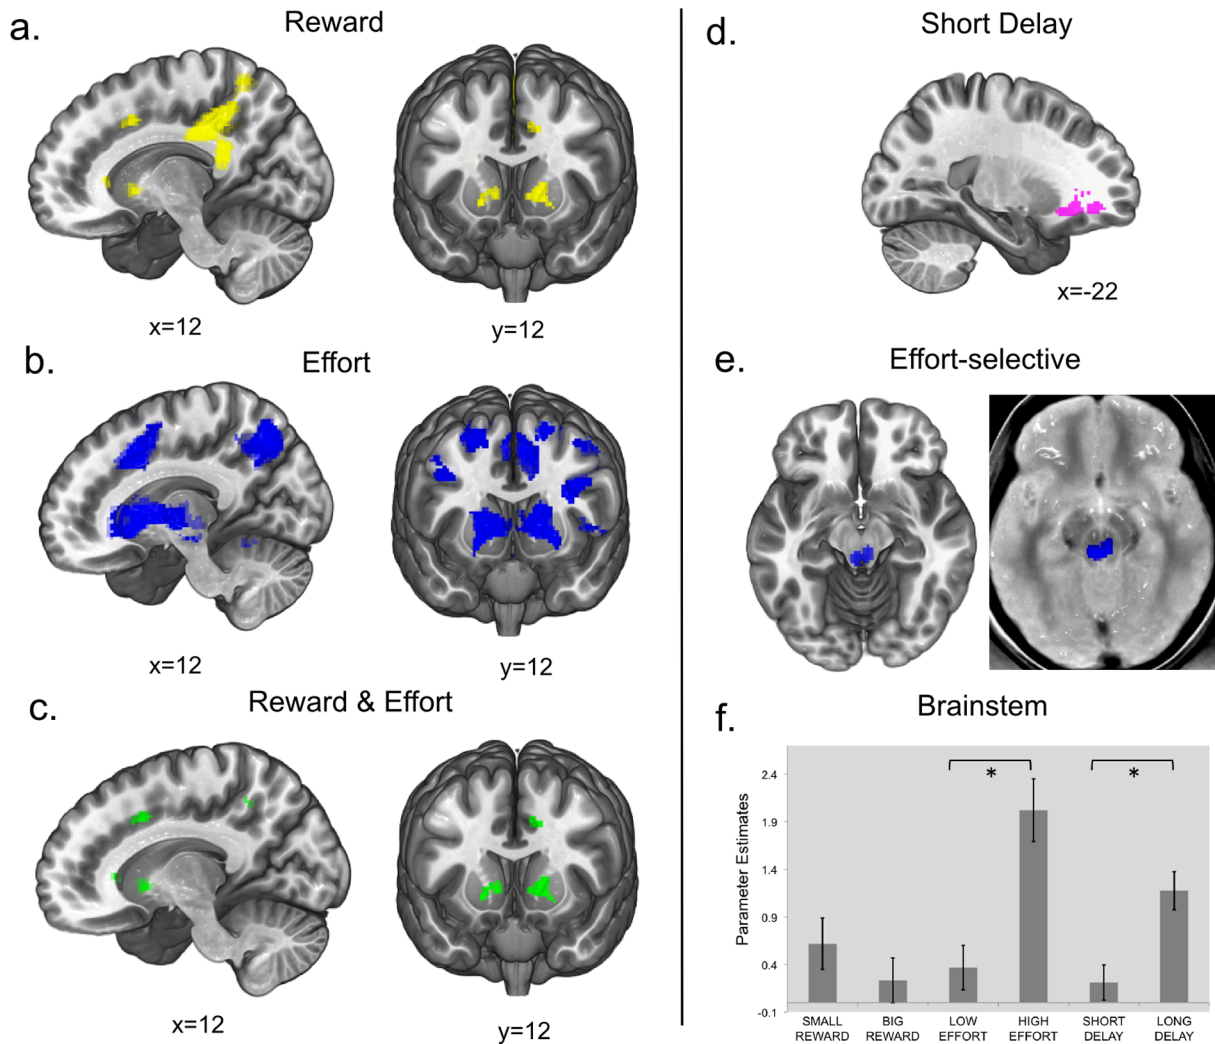 a.
Reward
x=12
y=12
b.
Effort
x=12
y=12
c.
Reward & Effort
x=12
y=12
d.
Short Delay
x=-22
e.
Effort-selective
f.
Brainstem
Parameter Estimates
2.4
1.9
1.4
0.9
0.4
-0.1
*
*
SMALL
REWARD
BIG
REWARD
LOW
EFFORT
HIGH
EFFORT
SHORT
DELAY
LONG
DELAY